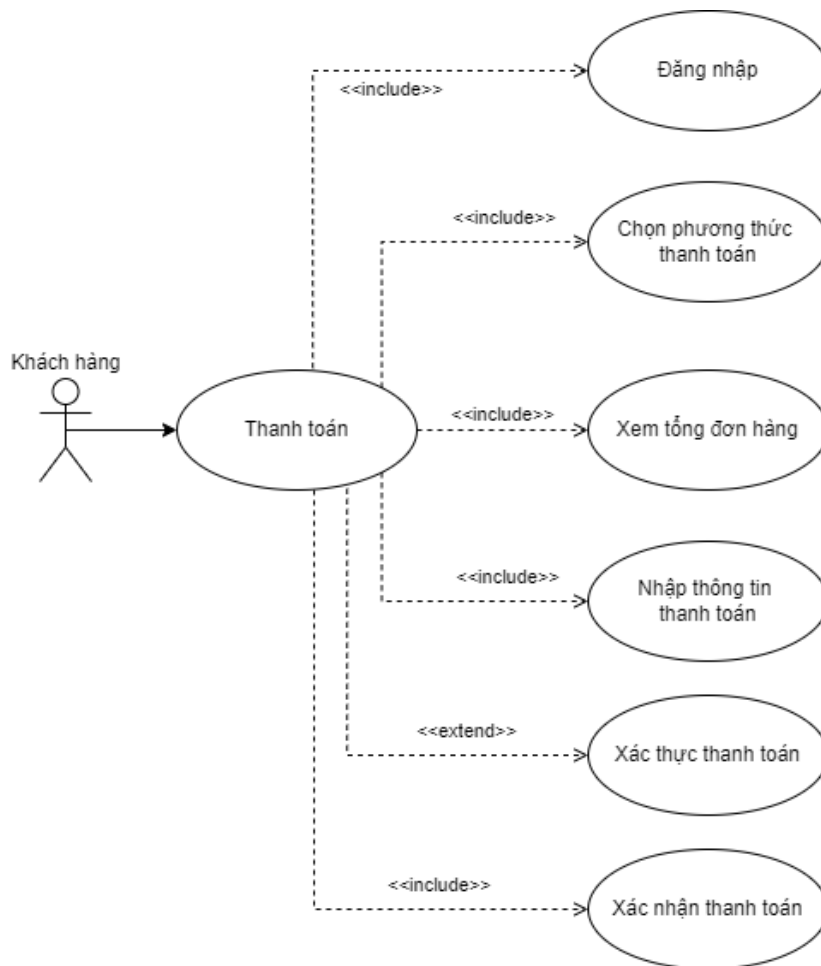 Đăng nhập
<<include>>
<<include>>
Chọn phương thức
thanh toán
Khách hàng
Thanh toán
<<include>>
Xem tổng đơn hàng
<<include>>
Nhập thông tin
thanh toán
<<extend>>
Xác thực thanh toán
<<include>>
Xác nhận thanh toán